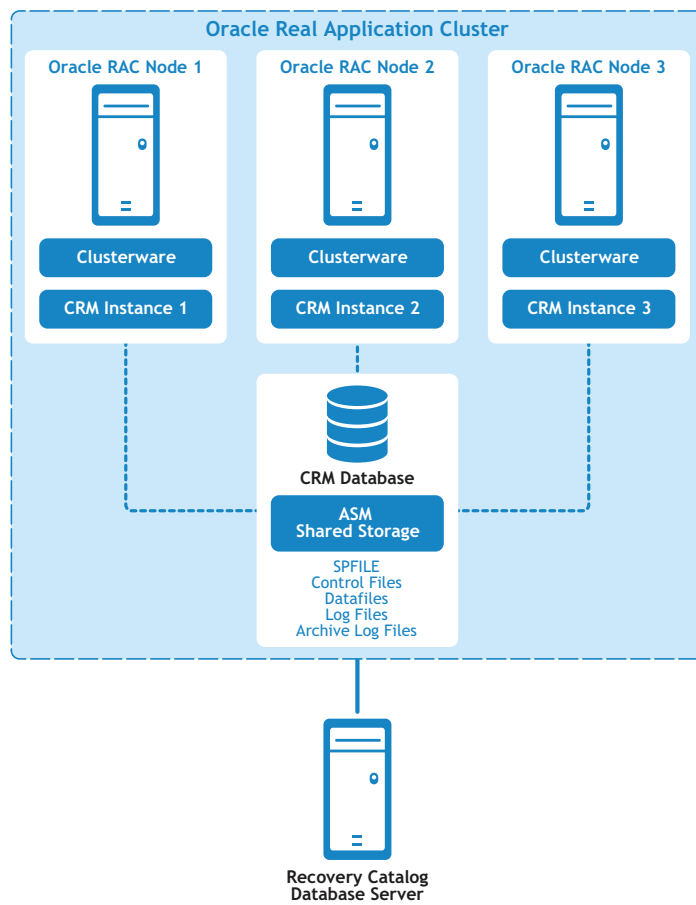 Oracle Real Application Cluster
Oracle RAC Node 1
Clusterware
CRM Instance 1
Oracle RAC Node 2
Clusterware
CRM Instance 2
Oracle RAC Node 3
Clusterware
CRM Instance 3
CRM Database
ASM
Shared Storage
SPFILE
Control Files
Datafiles
Log Files
Archive Log Files
Recovery Catalog
Database Server